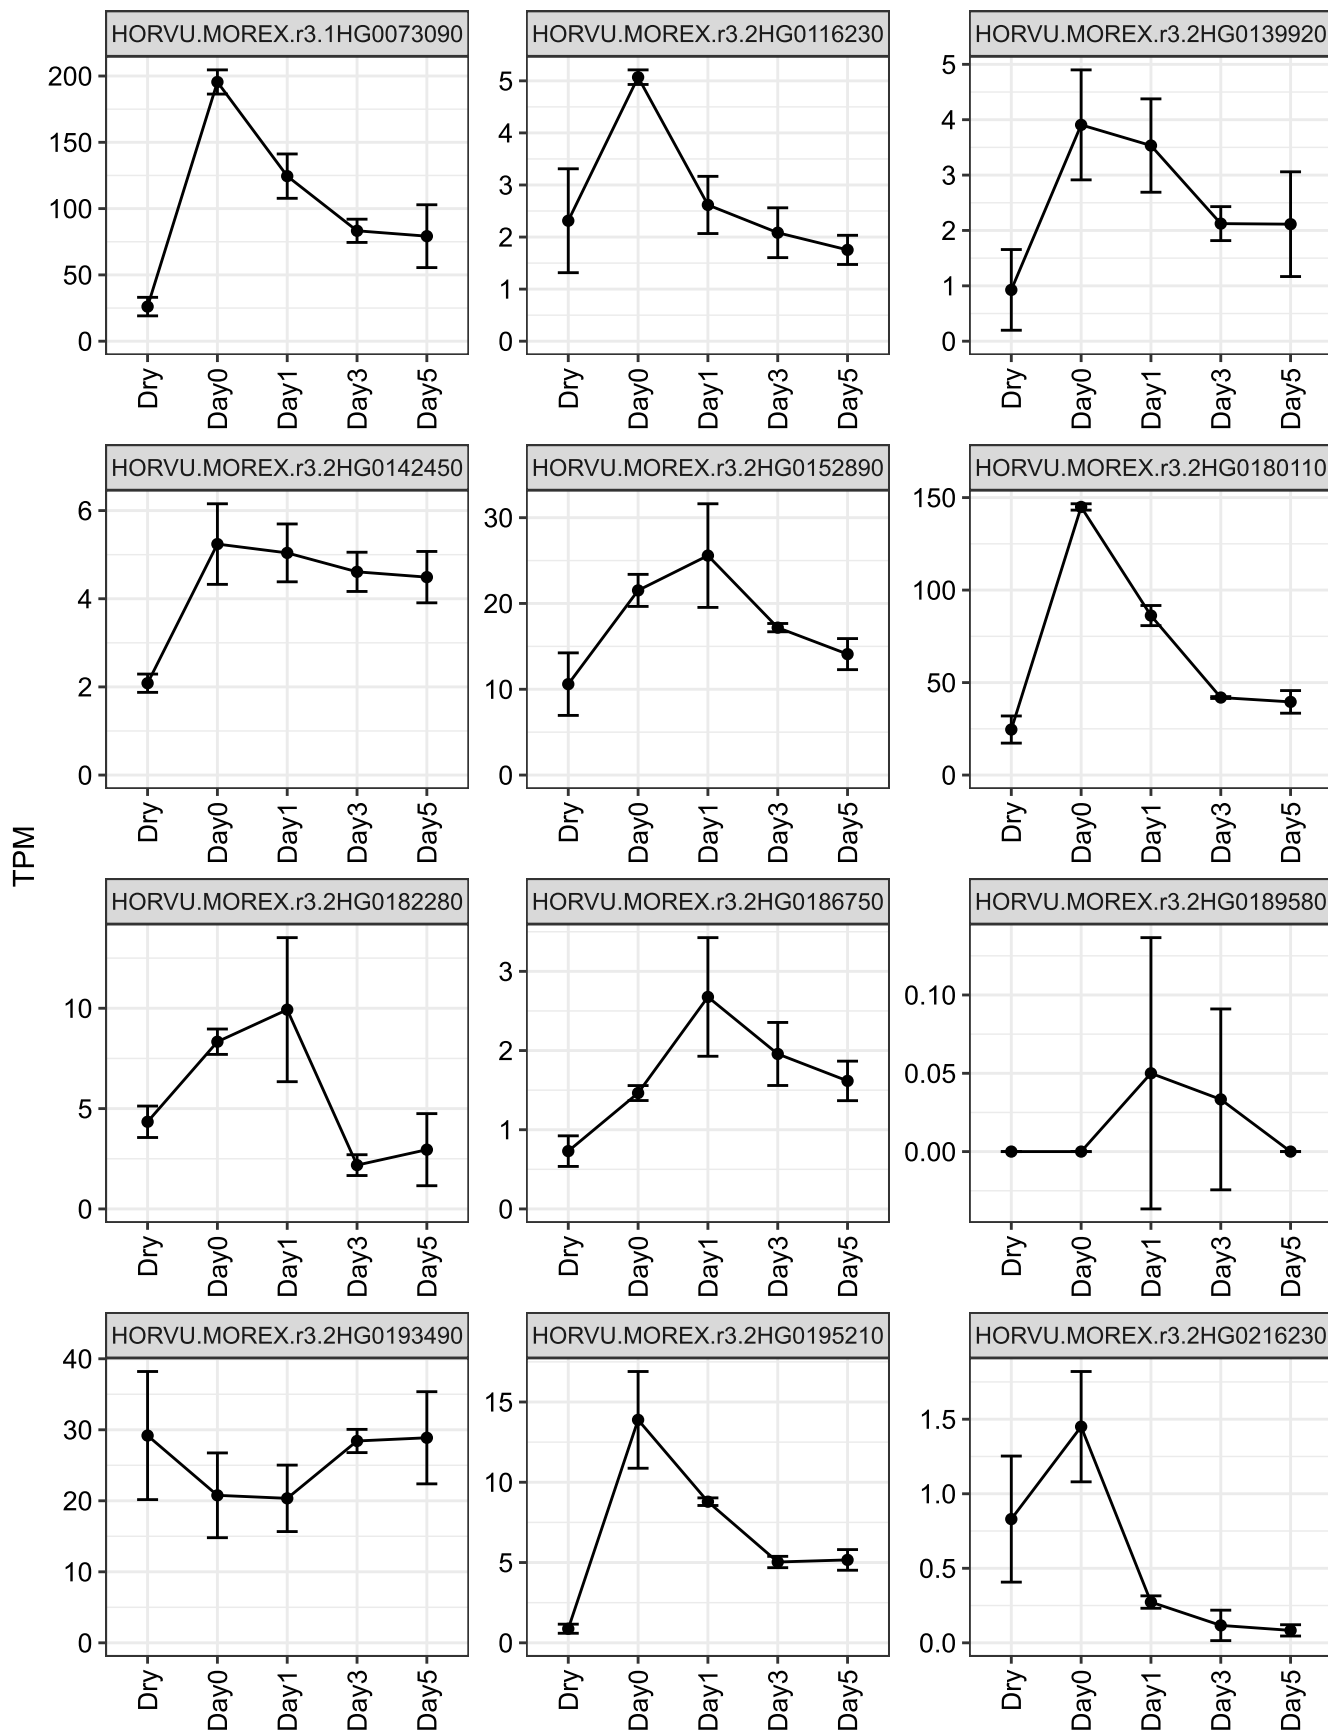 HORVU.MOREX.r3.1HG0073090
HORVU.MOREX.r3.2HG0116230
HORVU.MOREX.r3.2HG0139920
200
150
100
50
0
5
4
3
2
1
0
5
4
3
2
1
0
Dry
Day0
Day1
Day3
Day5
Dry
Day0
Day1
Day3
Day5
Dry
Day0
Day1
Day3
Day5
HORVU.MOREX.r3.2HG0142450
HORVU.MOREX.r3.2HG0152890
HORVU.MOREX.r3.2HG0180110
6
4
2
0
30
20
10
0
150
100
50
0
Dry
Day0
Day1
Day3
Day5
Dry
Day0
Day1
Day3
Day5
Dry
Day0
Day1
Day3
Day5
TPM
HORVU.MOREX.r3.2HG0182280
HORVU.MOREX.r3.2HG0186750
HORVU.MOREX.r3.2HG0189580
10
5
0
3
2
1
0
0.10
0.05
0.00
Dry
Day0
Day1
Day3
Day5
Dry
Day0
Day1
Day3
Day5
Dry
Day0
Day1
Day3
Day5
HORVU.MOREX.r3.2HG0193490
HORVU.MOREX.r3.2HG0195210
HORVU.MOREX.r3.2HG0216230
40
30
20
10
0
15
10
5
0
1.5
1.0
0.5
0.0
Dry
Day0
Day1
Day3
Day5
Dry
Day0
Day1
Day3
Day5
Dry
Day0
Day1
Day3
Day5